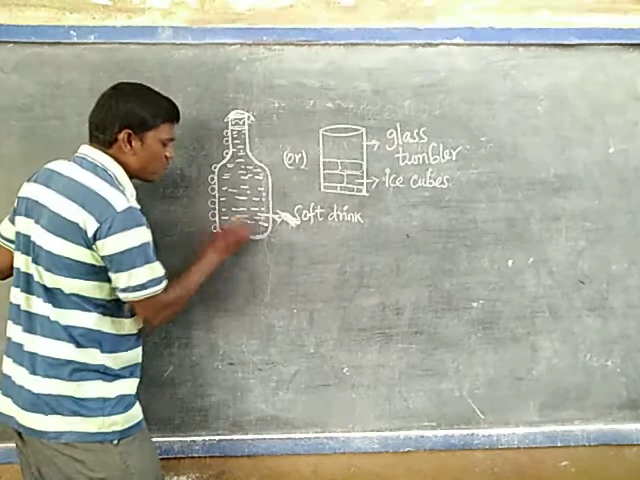 (or)
glass
tumbler
ice cubes
Soft drink